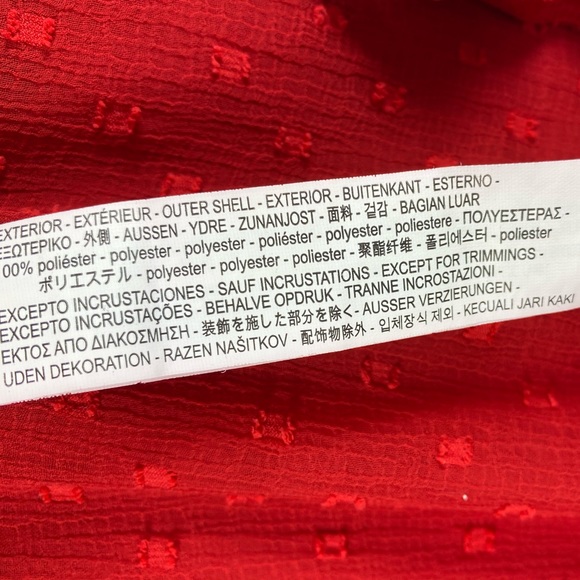 EXTERIOR - EXTÉRIEUR - OUTER SHELL - EXTERIOR - BUITENKANT - ESTERNO -
ΕΞΩΤΕΡΙΚΟ - 外側 - AUSSEN - YDRE - ZUNANJOST - 面料 - 겉감 - BAGIAN LUAR
100% poliéster - polyester - polyester - poliéster - polyester - poliestere - ΠΟΛΥΕΣΤΕΡΑΣ -
ポリエステル - polyester - polyester - poliester - 聚酯纤维 - 폴리에스터 - poliester
EXCEPTO INCRUSTACIONES - SAUF INCRUSTATIONS - EXCEPT FOR TRIMMINGS -
EXCEPTO INCRUSTAÇÕES - BEHALVE OPDRUK - TRANNE INCROSTAZIONI -
ΕΚΤΟΣ ΑΠΟ ΔΙΑΚΟΣΜΗΣΗ - 装飾を施した部分を除く - AUSSER VERZIERUNGEN -
UDEN DEKORATION - RAZEN NAŠITKOV - 配饰物除外 - 입체장식 제외 - KECUALI JARI KAKI